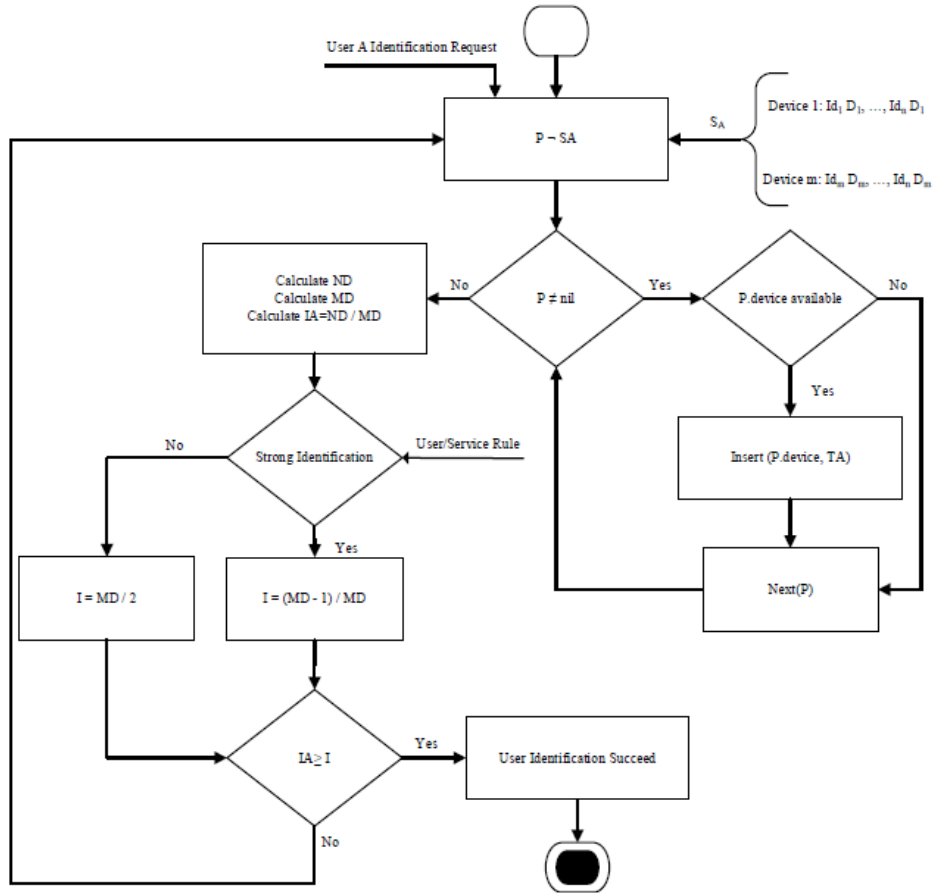 User A Identification Request
P ¬ SA
S_A
Device 1: Id₁ D₁, ..., Idₙ D₁
Device m: Idₘ Dₘ, ..., Idₙ Dₘ
Calculate ND
Calculate MD
Calculate IA=ND / MD
No
P ≠ nil
Yes
P.device available
No
Yes
Insert (P.device, TA)
Next(P)
No
Strong Identification
User/Service Rule
Yes
I = MD / 2
I = (MD - 1) / MD
IA ≥ I
Yes
User Identification Succeed
No